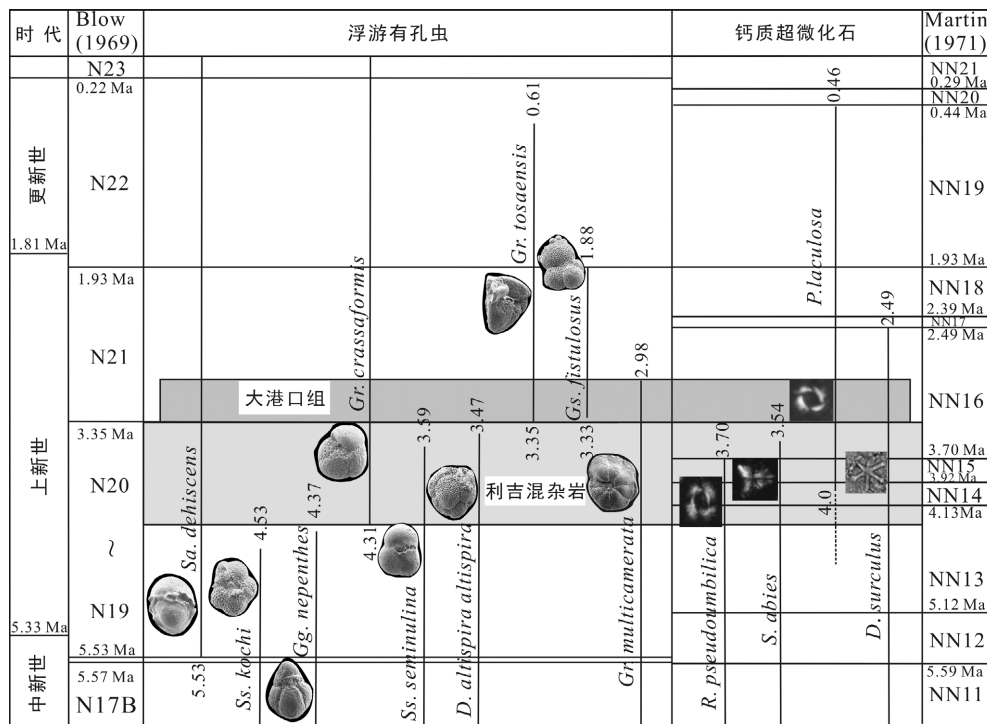 时 代
Blow
(1969)
浮游有孔虫
钙质超微化石
Martin
(1971)
N23
0.22 Ma
N22
1.93 Ma
N21
3.35 Ma
N20
~
N19
5.53 Ma
5.57 Ma
N17B
更新世
1.81 Ma
上新世
5.33 Ma
中新世
Sa. dehiscens
5.53
Ss. kochi
4.53
Gg. nepenthes
4.37
Gr. crassaformis
4.31
Ss. seminulina
3.59
D. altispira altispira
3.47
Gr. tosaensis
0.61
3.35
Gs. fistulosus
1.88
3.33
Gr. multicamerata
2.98
大港口组
利吉混杂岩
R. pseudoumbilica
3.70
S. abies
3.54
P.laculosa
0.46
4.0
D. surculus
2.49
NN21
0.29 Ma
NN20
0.44 Ma
NN19
1.93 Ma
NN18
2.39 Ma
NN17
2.49 Ma
NN16
3.70 Ma
NN15
3.92 Ma
NN14
4.13Ma
NN13
5.12 Ma
NN12
5.59 Ma
NN11